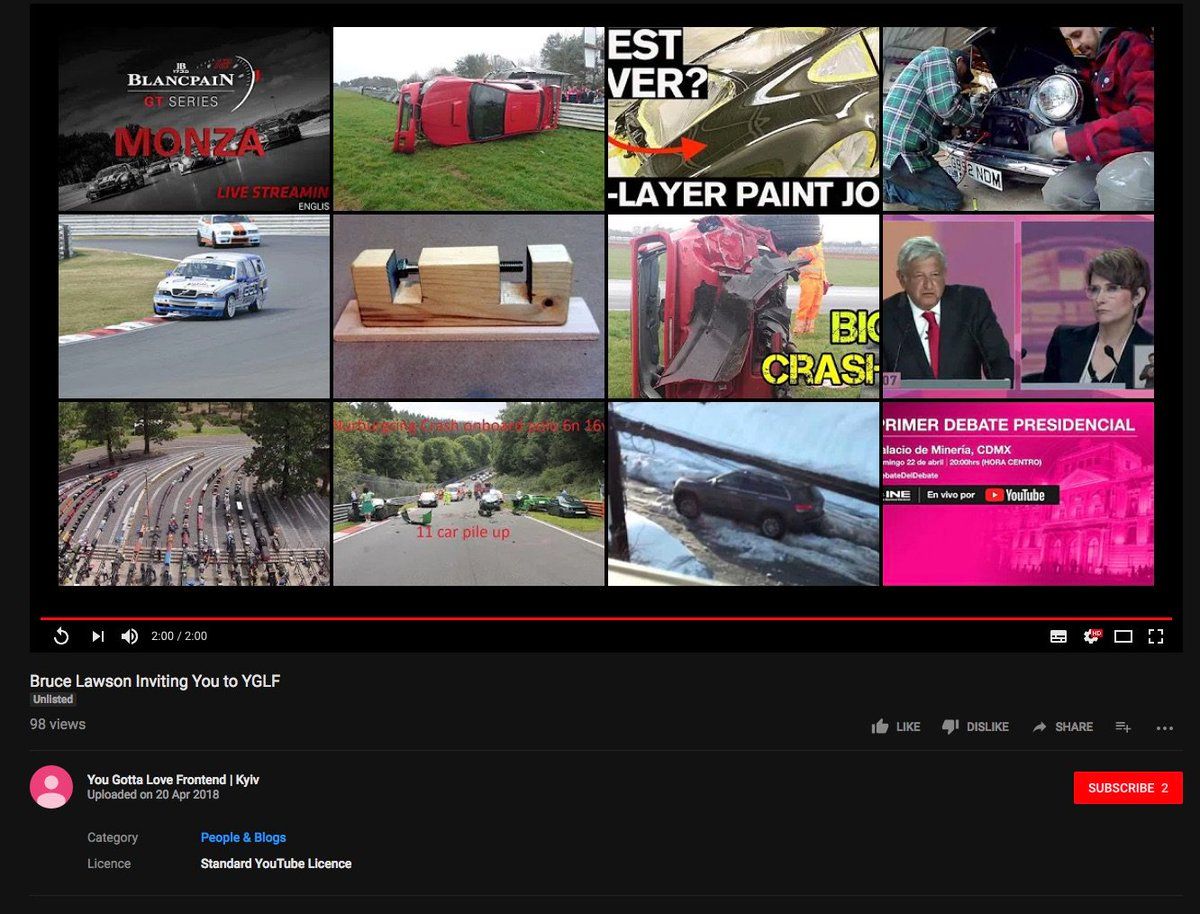 BLANCPAIN
GT SERIES
MONZA
LIVE STREAMIN
ENGLIS
EST
VER?
-LAYER PAINT JO
BIG
CRASH
07
Nurburgring Crash onboard polo 6n 16v
11 car pile up
PRIMER DEBATE PRESIDENCIAL
alacio de Minería, CDMX
mingo 22 de abril | 20:00hrs (HORA CENTRO)
ebateDelDebate
INE | En vivo por YouTube
2:00 / 2:00
HD
Bruce Lawson Inviting You to YGLF
Unlisted
98 views
LIKE DISLIKE SHARE
You Gotta Love Frontend | Kyiv
Uploaded on 20 Apr 2018
SUBSCRIBE 2
Category People & Blogs
Licence Standard YouTube Licence